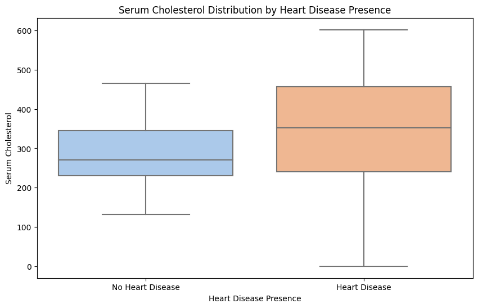 Serum Cholesterol Distribution by Heart Disease Presence
600
500
400
300
200
100
0
Serum Cholesterol
No Heart Disease
Heart Disease
Heart Disease Presence